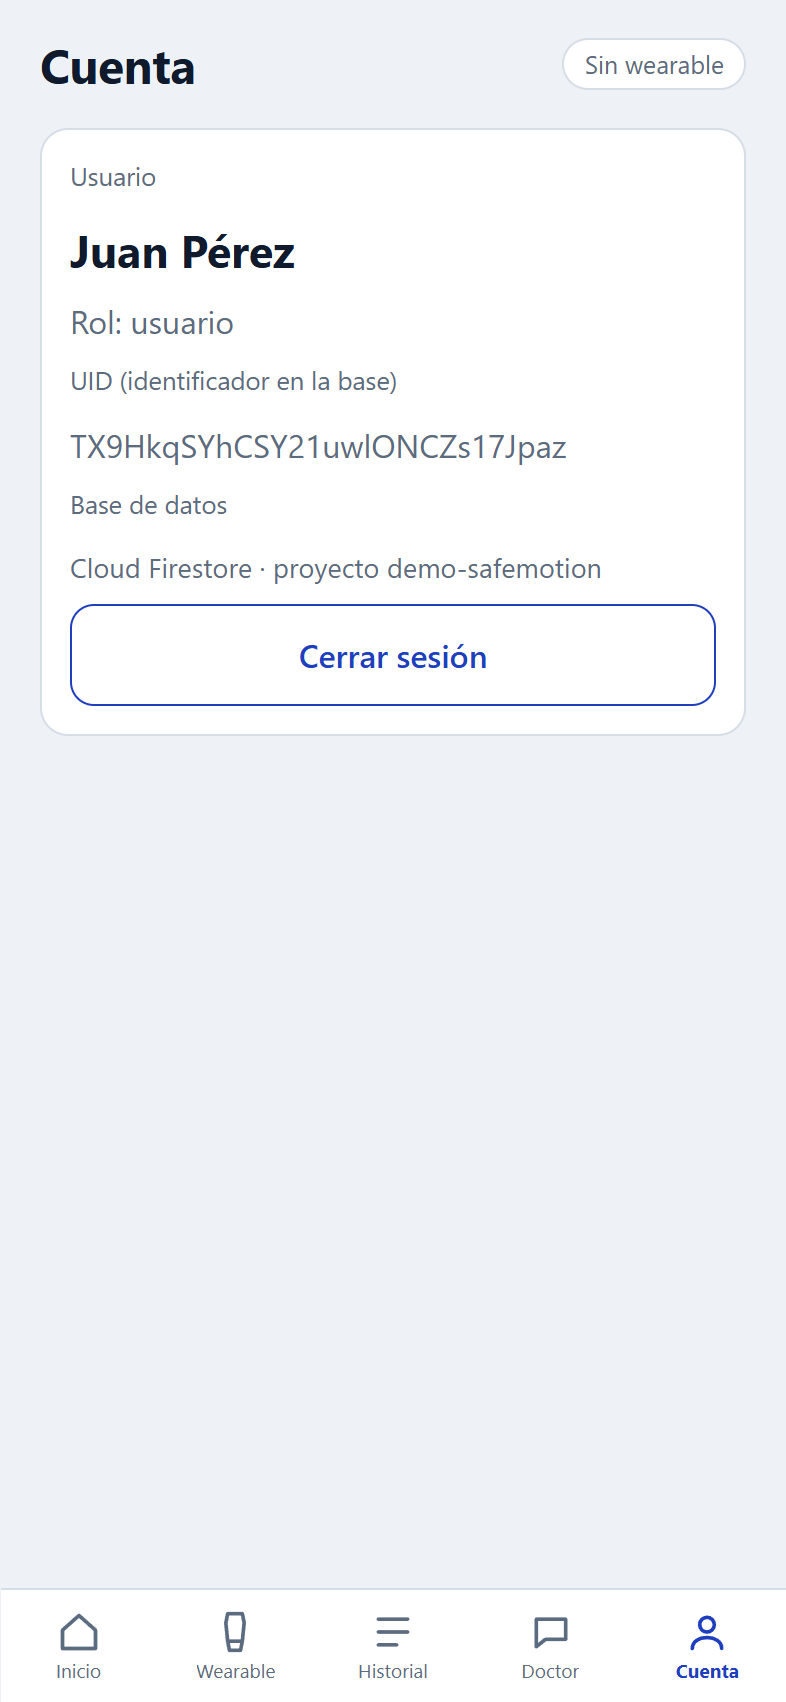 Cuenta
Sin wearable
Usuario
Juan Pérez
Rol: usuario
UID (identificador en la base)
TX9HkqSYhCSY21uwlONCZs17Jpaz
Base de datos
Cloud Firestore · proyecto demo-safemotion
Cerrar sesión
Inicio
Wearable
Historial
Doctor
Cuenta